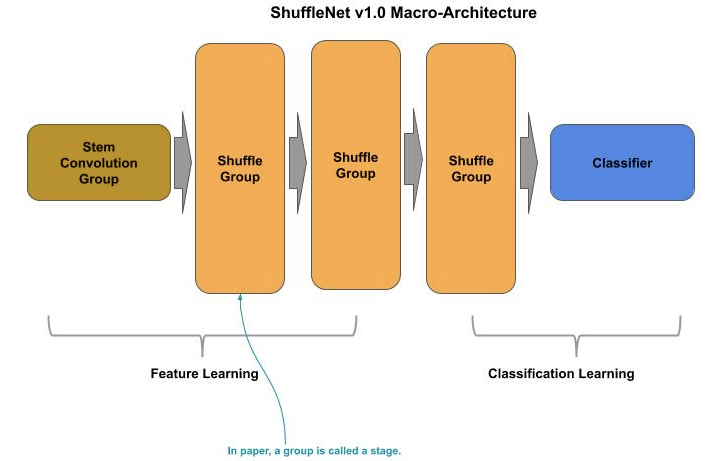 ShuffleNet v1.0 Macro-Architecture
Stem
Convolution
Group
Shuffle
Group
Shuffle
Group
Shuffle
Group
Classifier
Feature Learning
Classification Learning
In paper, a group is called a stage.